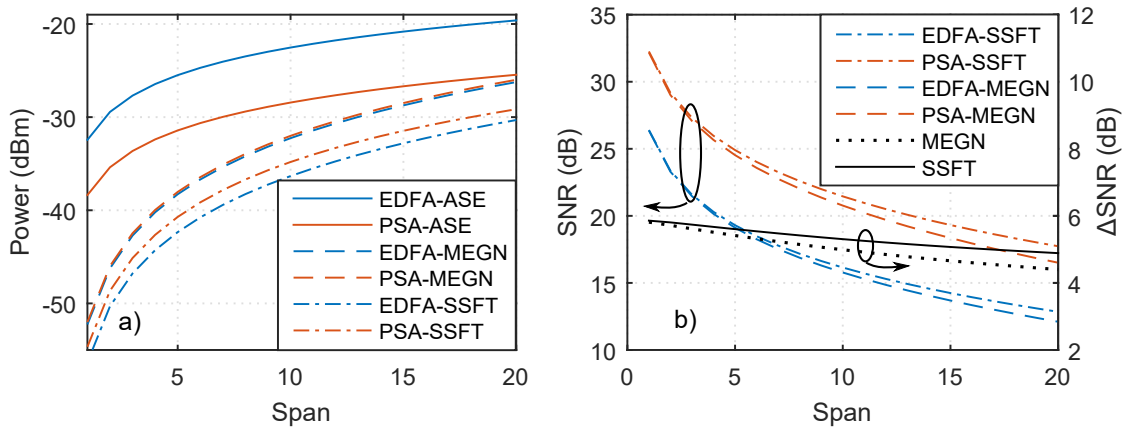 -20
-30
-40
-50
Power (dBm)
5
10
15
20
Span
a)
EDFA-ASE
PSA-ASE
EDFA-MEGN
PSA-MEGN
EDFA-SSFT
PSA-SSFT
35
30
25
20
15
10
SNR (dB)
0
5
10
15
20
Span
b)
12
10
8
6
4
2
ΔSNR (dB)
EDFA-SSFT
PSA-SSFT
EDFA-MEGN
PSA-MEGN
MEGN
SSFT